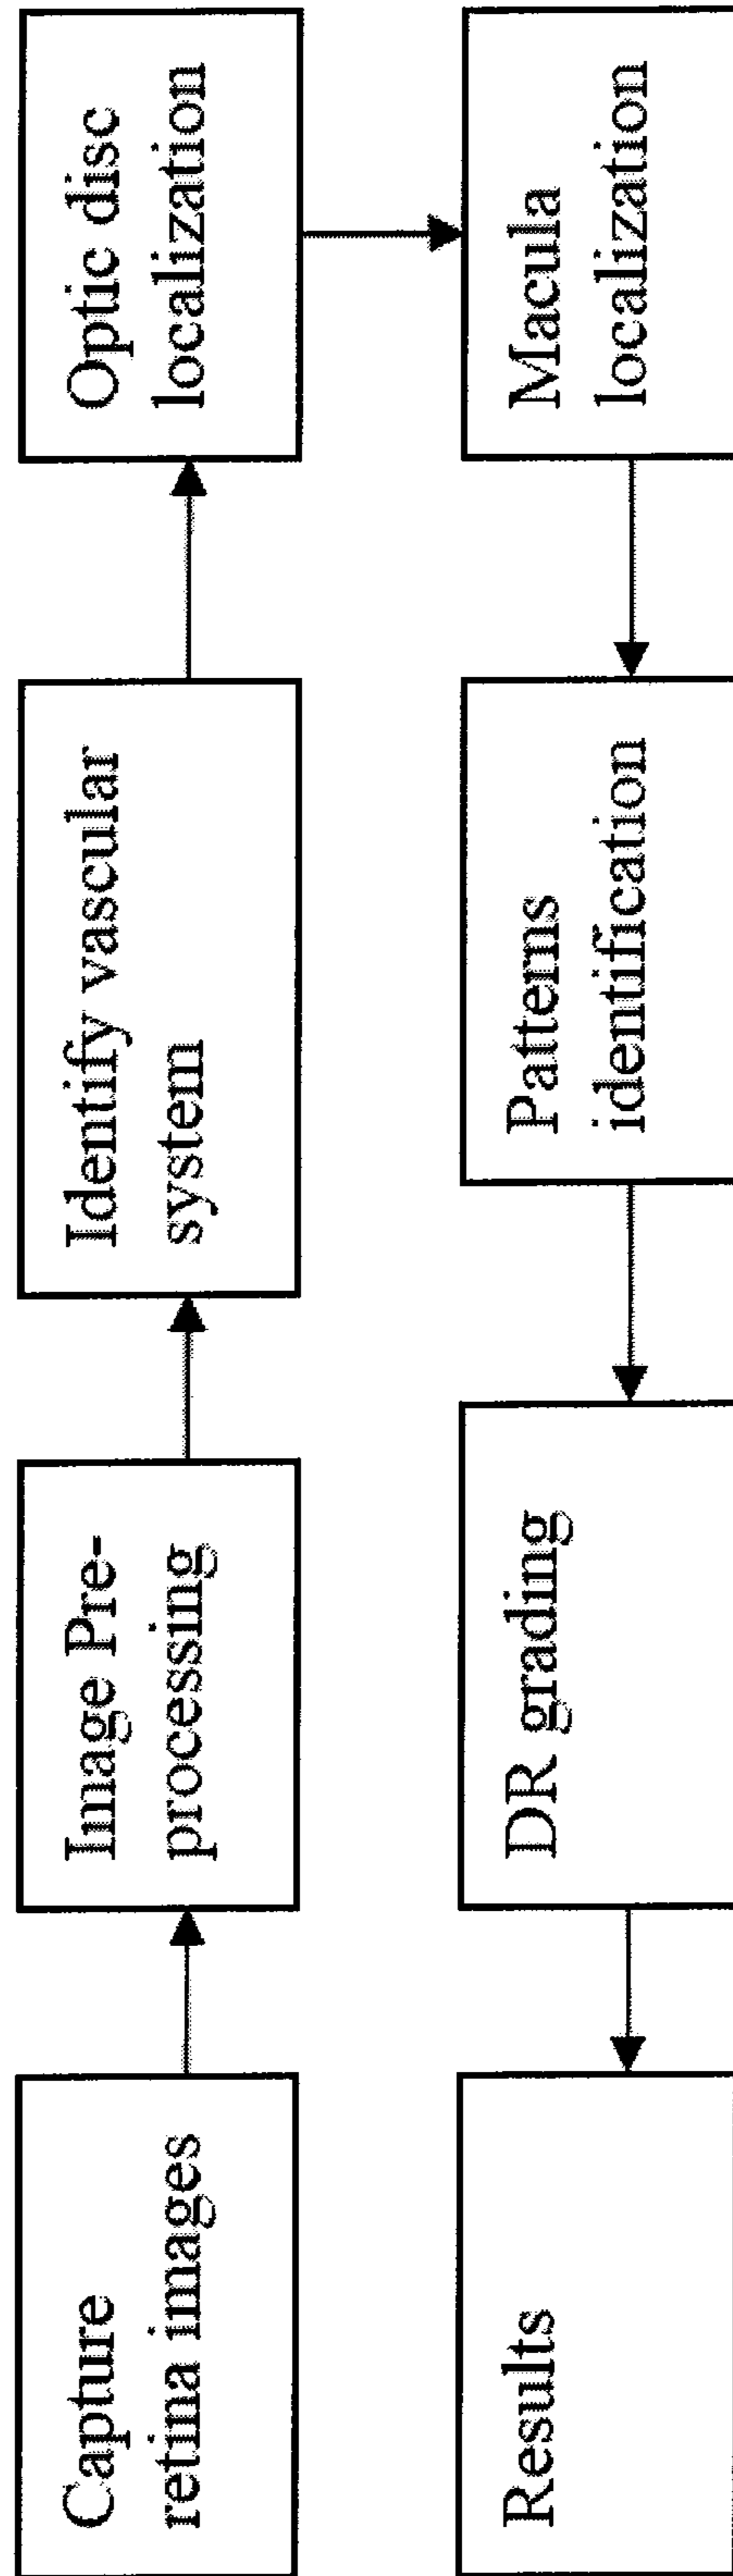 Capture
retina images
Image Pre-
processing
Identify vascular
system
Optic disc
localization
Macula
localization
Patterns
identification
DR grading
Results